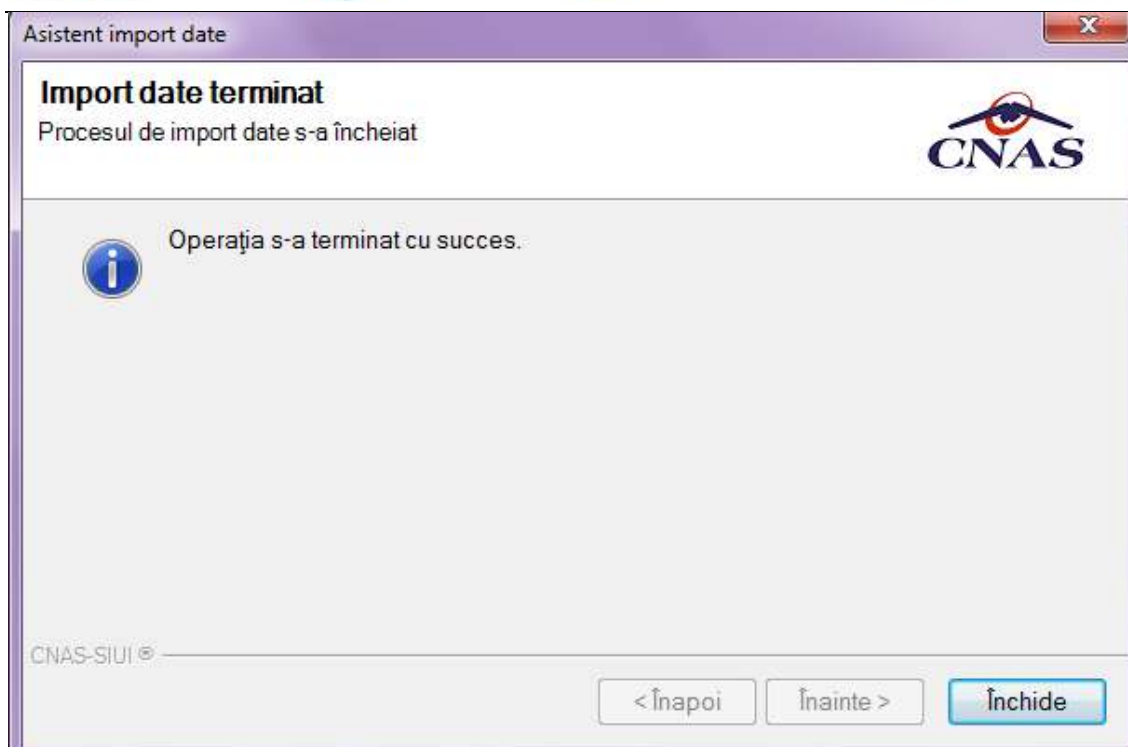 Asistent import date
Import date terminat
Procesul de import date s-a încheiat
CNAS
Operaţia s-a terminat cu succes.
CNAS-SIUI ®
< Înapoi
Înainte >
Închide